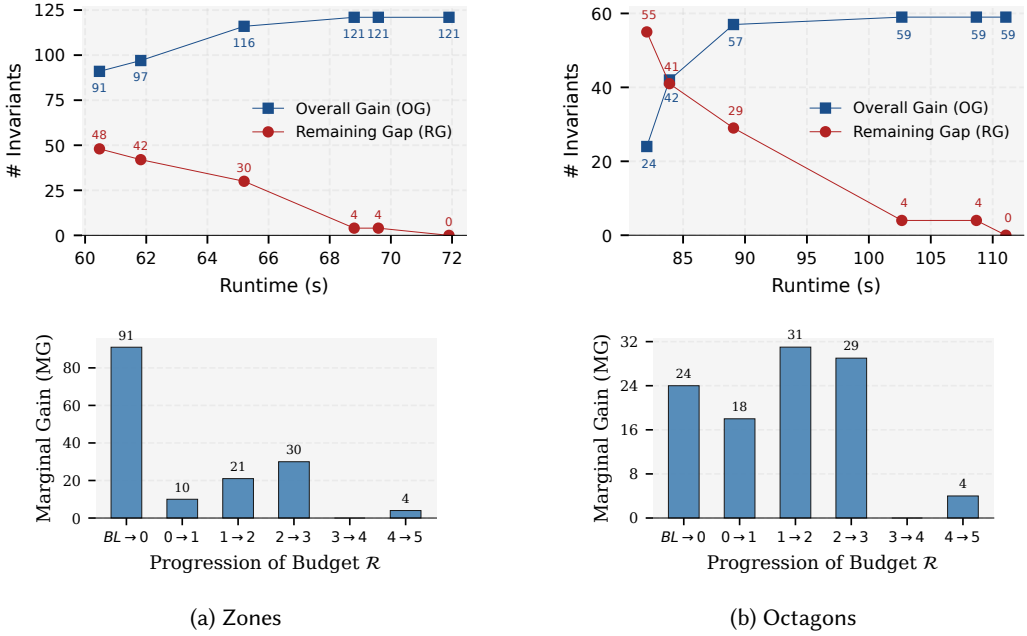 125
100
75
50
25
0
# Invariants
91
97
116
121 121
121
48
42
30
4
4
0
Overall Gain (OG)
Remaining Gap (RG)
60 62 64 66 68 70 72
Runtime (s)
60
40
20
0
# Invariants
55
41
42
24
57
59
59
59
29
4
4
0
Overall Gain (OG)
Remaining Gap (RG)
85 90 95 100 105 110
Runtime (s)
Marginal Gain (MG)
80
60
40
20
0
91
10
21
30
4
BL → 0 0 → 1 1 → 2 2 → 3 3 → 4 4 → 5
Progression of Budget ℛ
(a) Zones
Marginal Gain (MG)
32
24
16
8
0
24
18
31
29
4
BL → 0 0 → 1 1 → 2 2 → 3 3 → 4 4 → 5
Progression of Budget ℛ
(b) Octagons